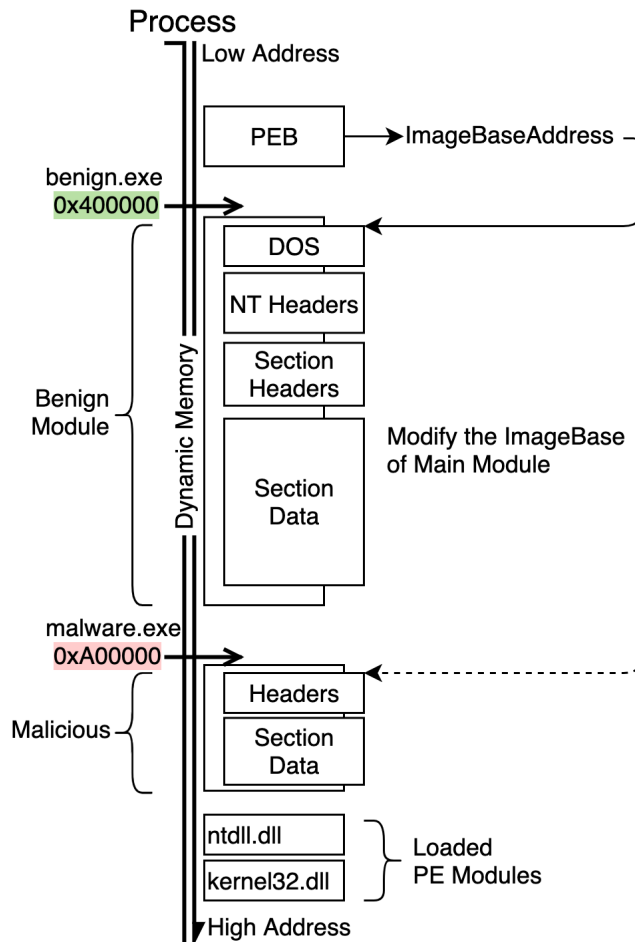 Process
Low Address
PEB
ImageBaseAddress
benign.exe
0x400000
DOS
NT Headers
Section
Headers
Benign
Module
Dynamic Memory
Modify the ImageBase
of Main Module
Section
Data
malware.exe
0xA00000
Headers
Malicious
Section
Data
ntdll.dll
kernel32.dll
Loaded
PE Modules
High Address